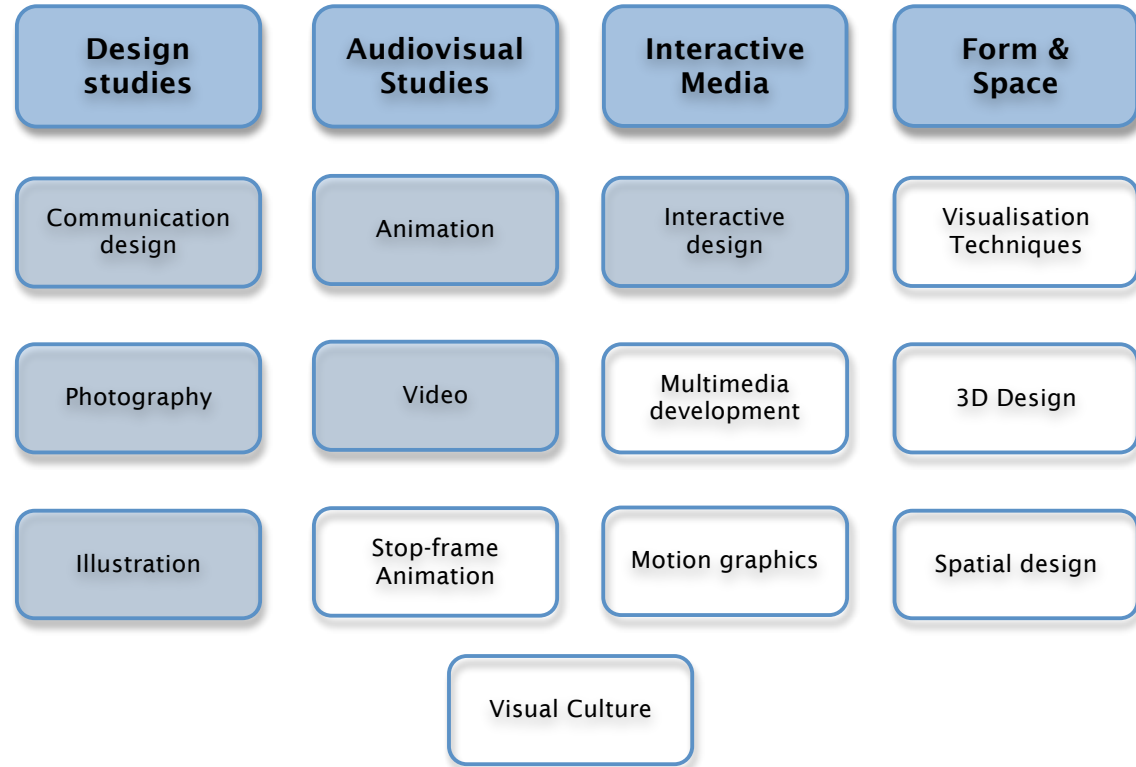 Design
studies
Audiovisual
Studies
Interactive
Media
Form &
Space
Communication
design
Animation
Interactive
design
Visualisation
Techniques
Photography
Video
Multimedia
development
3D Design
Illustration
Stop-frame
Animation
Motion graphics
Spatial design
Visual Culture